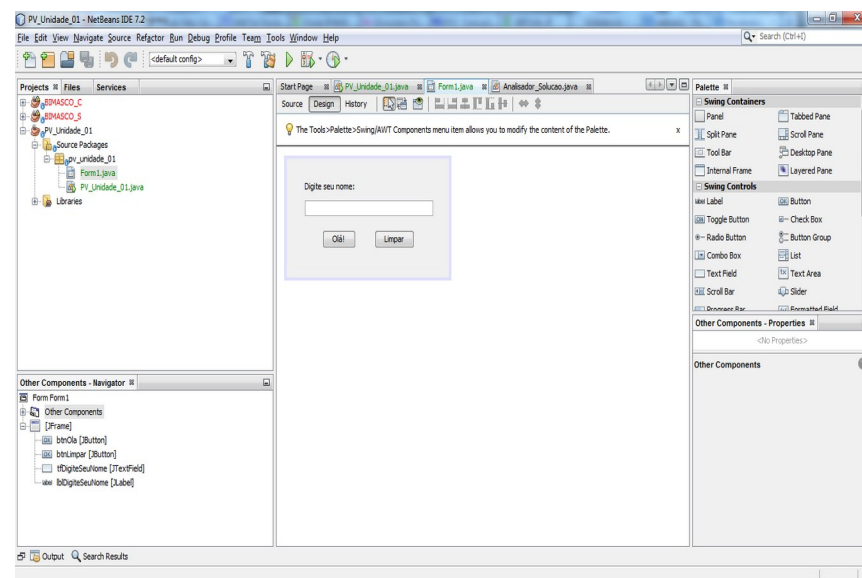 PV_Unidade_01 - NetBeans IDE 7.2
File Edit View Navigate Source Refactor Run Debug Profile Team Tools Window Help
Search (Ctrl+I)
<default config>
Projects Files Services
BIMASCO_C
BIMASCO_S
PV_Unidade_01
Source Packages
pv_unidade_01
Form1.java
PV_Unidade_01.java
Libraries
Start Page PV_Unidade_01.java Form1.java Analisador_Solucao.java
Source Design History
The Tools>Palette>Swing/AWT Components menu item allows you to modify the content of the Palette. x
Digite seu nome:
Olá! Limpar
Palette
Swing Containers
Panel Tabbed Pane
Split Pane Scroll Pane
Tool Bar Desktop Pane
Internal Frame Layered Pane
Swing Controls
label Label OK Button
Toggle Button Check Box
Radio Button Button Group
Combo Box List
Text Field Text Area
Scroll Bar Slider
Progress Bar Formatted Field
Other Components - Properties
<No Properties>
Other Components
Other Components - Navigator
Form Form1
Other Components
[JFrame]
btnOla [JButton]
btnLimpar [JButton]
tfDigiteSeuNome [JTextField]
lblDigiteSeuNome [JLabel]
Output Search Results